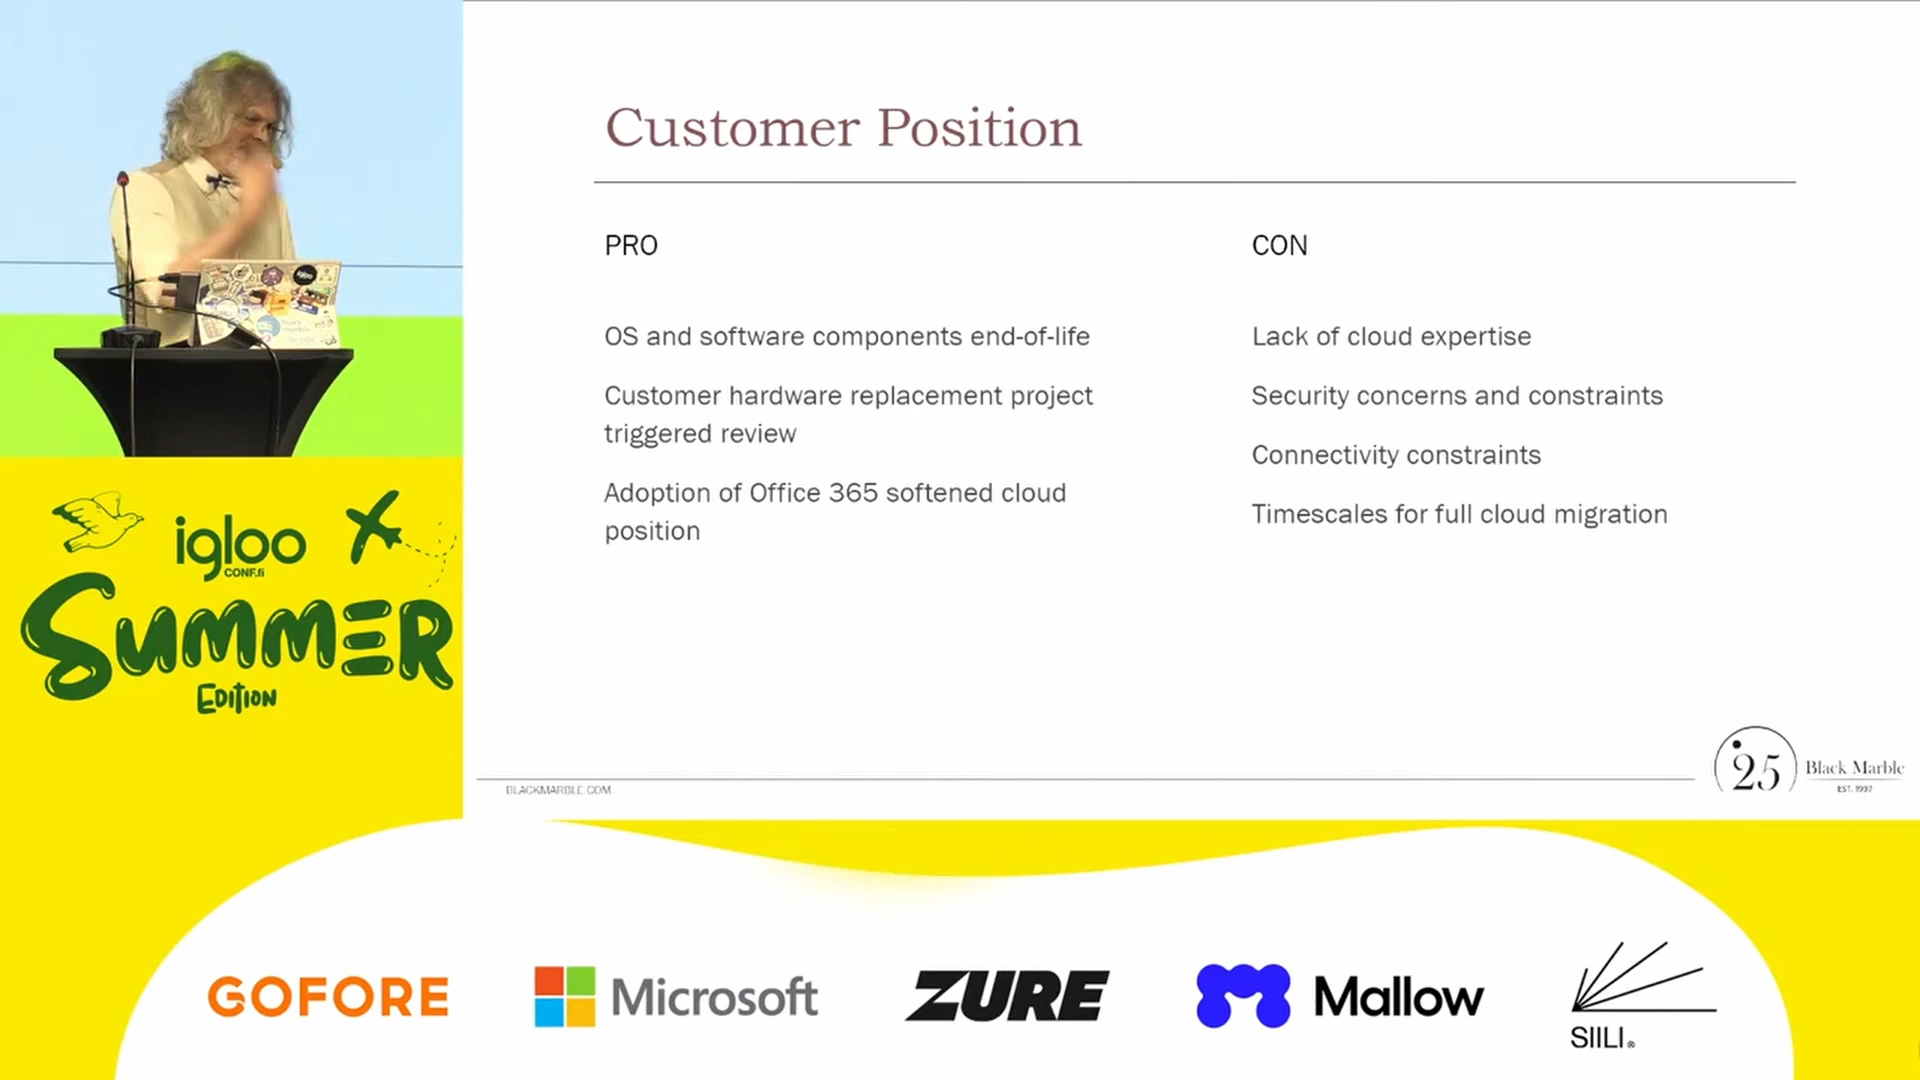 Customer Position
PRO
OS and software components end-of-life
Customer hardware replacement project
triggered review
Adoption of Office 365 softened cloud
position
CON
Lack of cloud expertise
Security concerns and constraints
Connectivity constraints
Timescales for full cloud migration
BLACKMARBLE.COM
25
Black Marble
EST. 1997
igloo
CONF.fi
SUMMER
EDITION
GOFORE
Microsoft
ZURE
Mallow
SIILI®